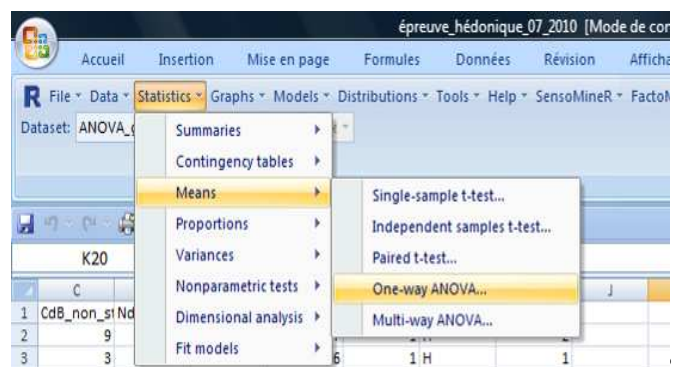 épreuve_hédonique_07_2010 [Mode de con
Accueil Insertion Mise en page Formules Données Révision Afficha
R File Data Statistics Graphs Models Distributions Tools Help SensoMineR FactoM
Dataset: ANOVA_
Summaries
Contingency tables
Means
Proportions
Variances
Nonparametric tests
Dimensional analysis
Fit models
Single-sample t-test...
Independent samples t-test...
Paired t-test...
One-way ANOVA...
Multi-way ANOVA...
K20
C J
1 CdB_non_st Nd
2 9
3 3 6 1 H 1